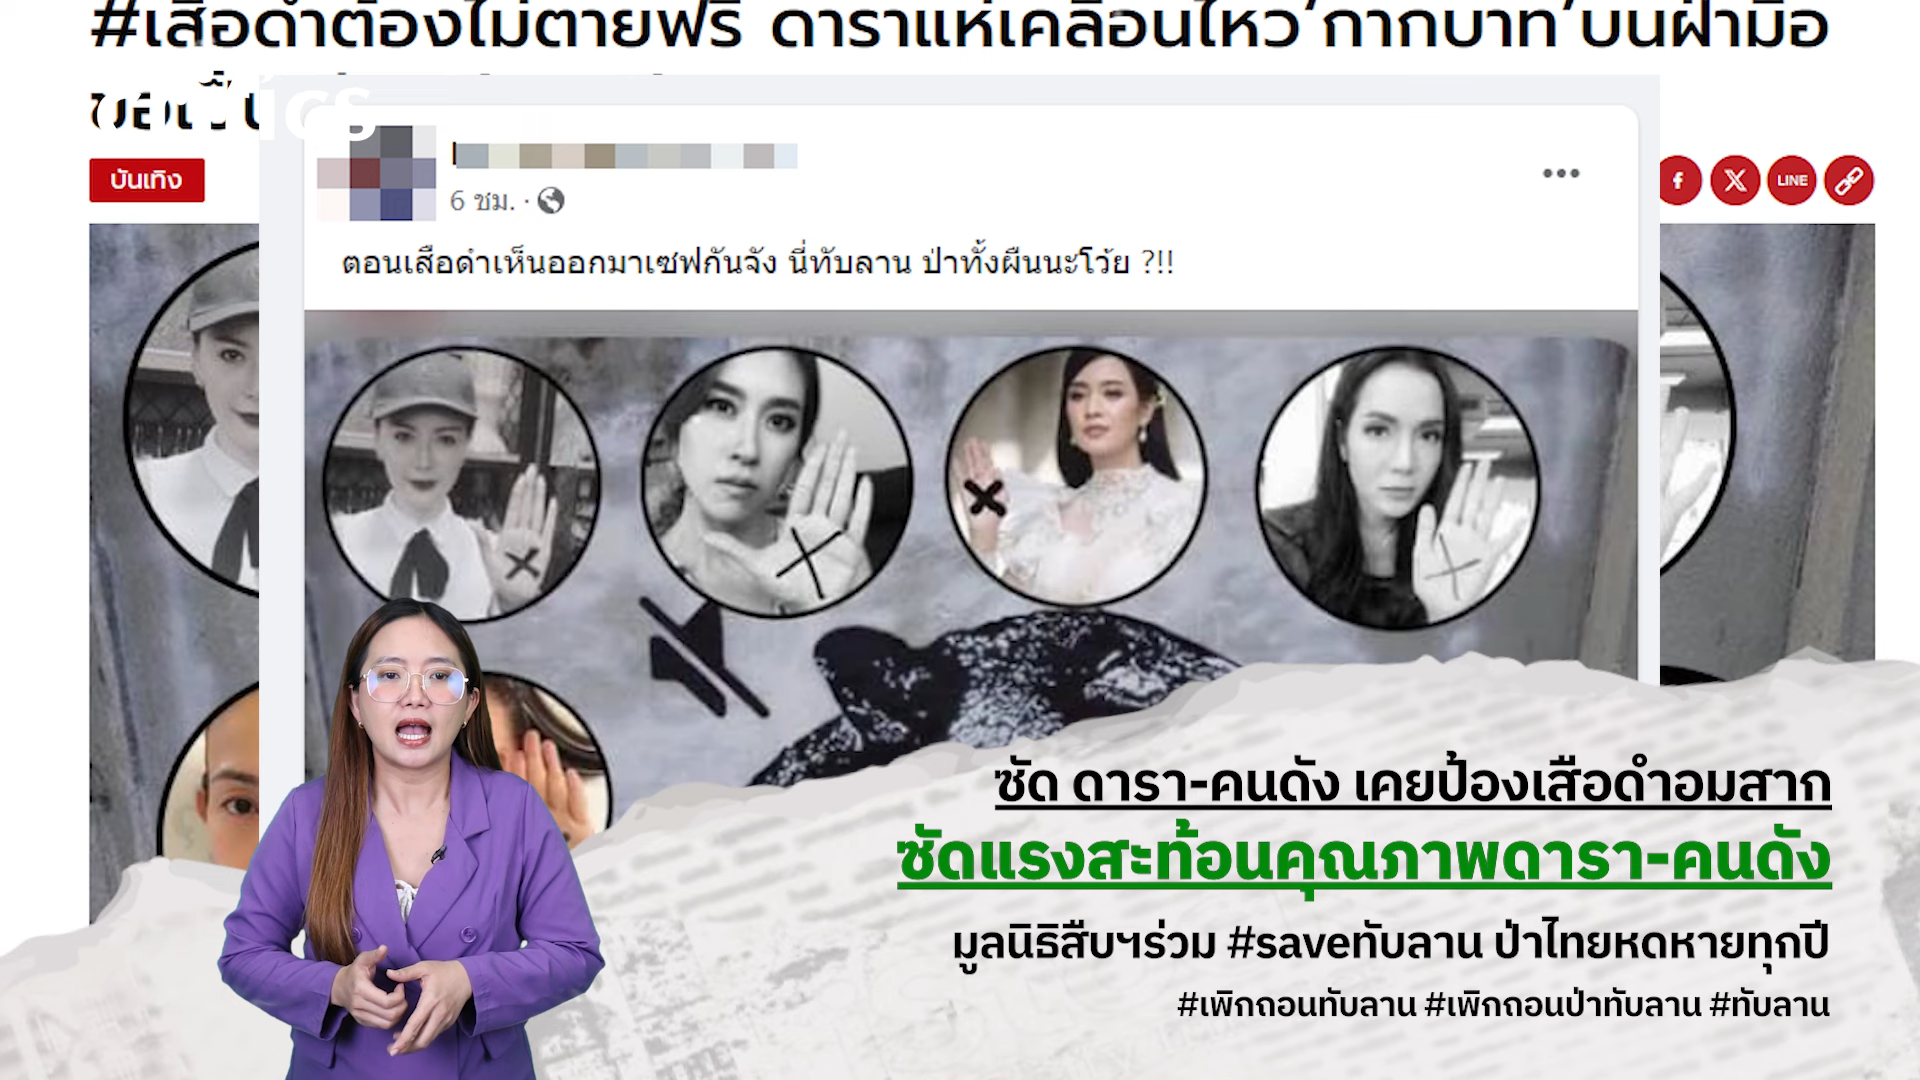 #เสือดำต้องไม่ตายฟรี ดาราแห่เคลื่อนไหว 'กากบาท' บนฝ่ามือ
บันเทิง
LINE
6 ชม.
ตอนเสือดำเห็นออกมาเซฟกันจัง นี่ทับลาน ป่าทั้งผืนนะโว้ย ?!!
ซัด ดารา-คนดัง เคยป้องเสือดำอมสาก
ซัดแรงสะท้อนคุณภาพดารา-คนดัง
มูลนิธิสืบฯร่วม #saveทับลาน ป่าไทยหดหายทุกปี
#เพิกถอนทับลาน #เพิกถอนป่าทับลาน #ทับลาน